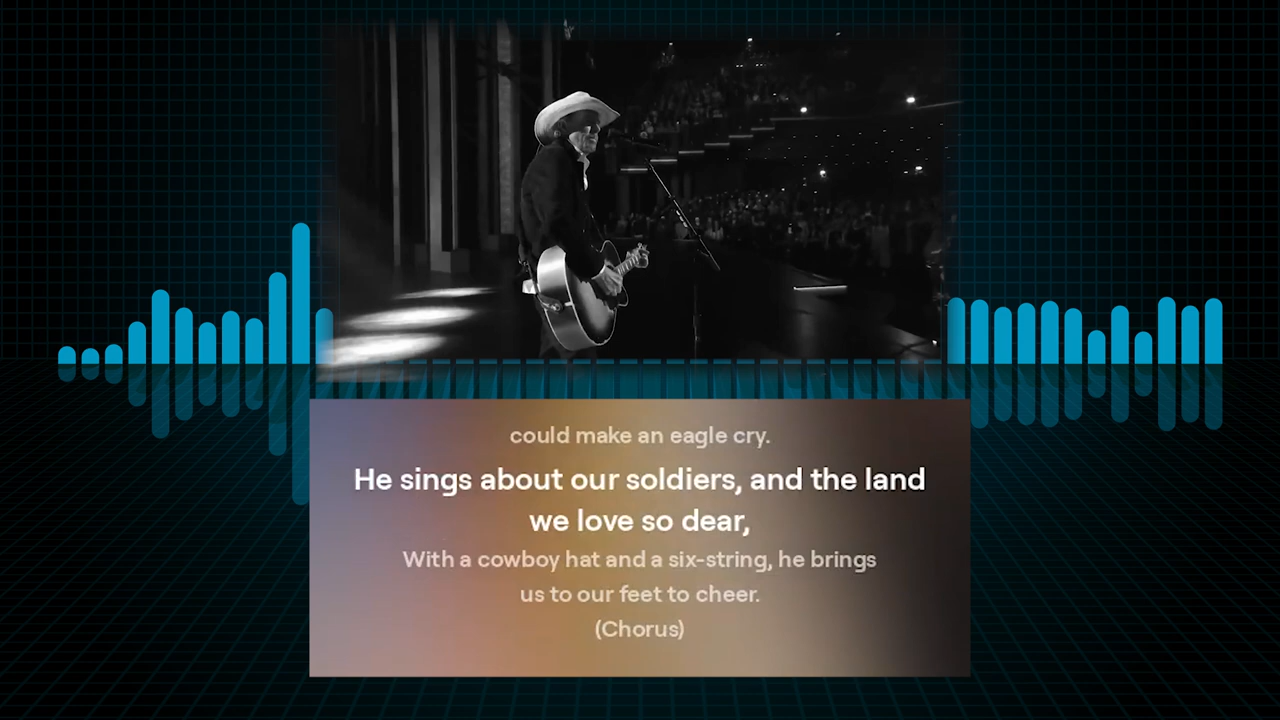 could make an eagle cry.
He sings about our soldiers, and the land
we love so dear,
With a cowboy hat and a six-string, he brings
us to our feet to cheer.
(Chorus)